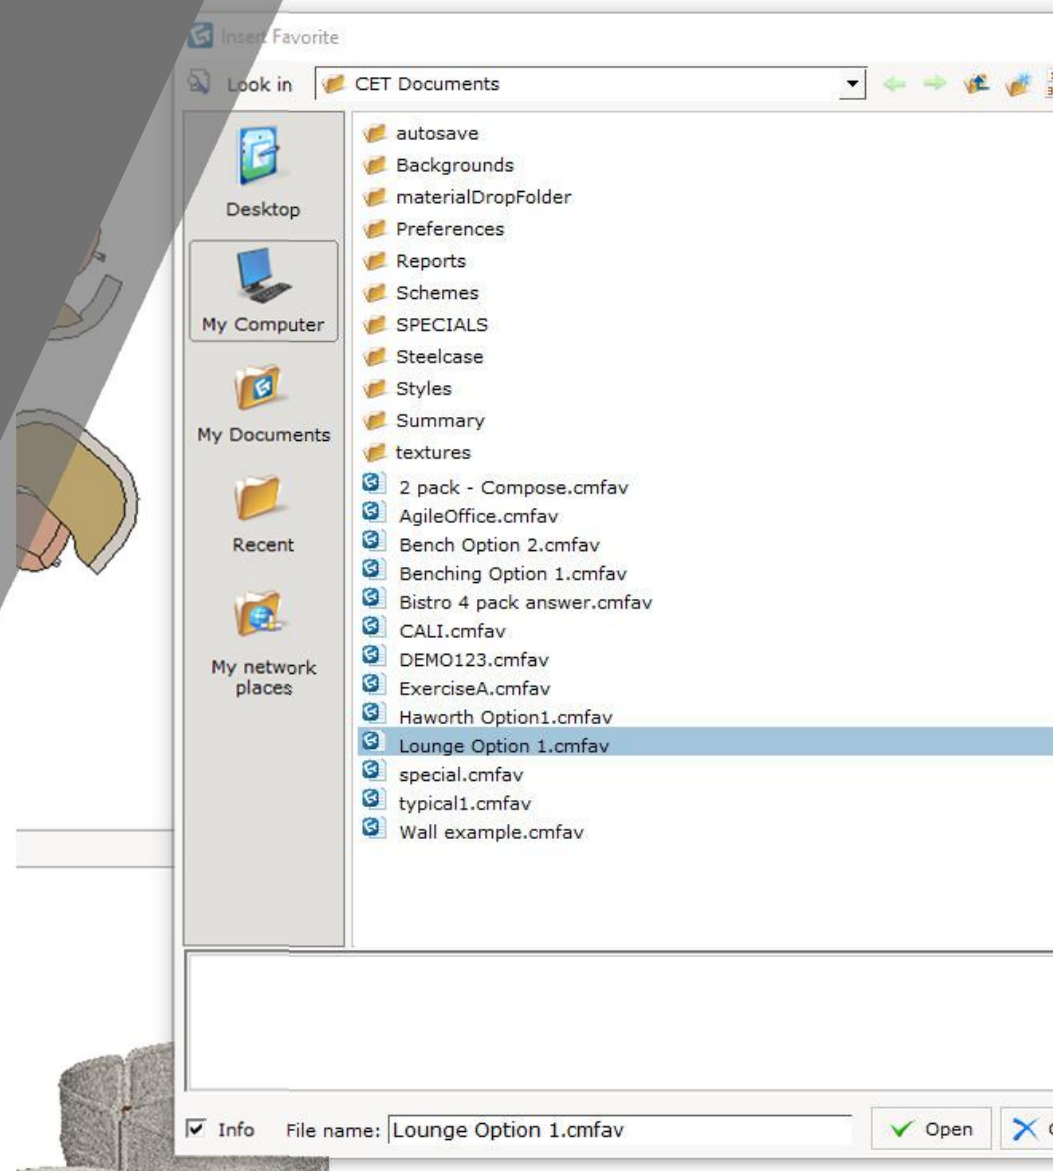 Insert Favorite
Look in
CET Documents
Desktop
My Computer
My Documents
Recent
My network
places
autosave
Backgrounds
materialDropFolder
Preferences
Reports
Schemes
SPECIALS
Steelcase
Styles
Summary
textures
2 pack - Compose.cmfav
AgileOffice.cmfav
Bench Option 2.cmfav
Benching Option 1.cmfav
Bistro 4 pack answer.cmfav
CALI.cmfav
DEMO123.cmfav
ExerciseA.cmfav
Haworth Option1.cmfav
Lounge Option 1.cmfav
special.cmfav
typical1.cmfav
Wall example.cmfav
Info
File name: Lounge Option 1.cmfav
Open